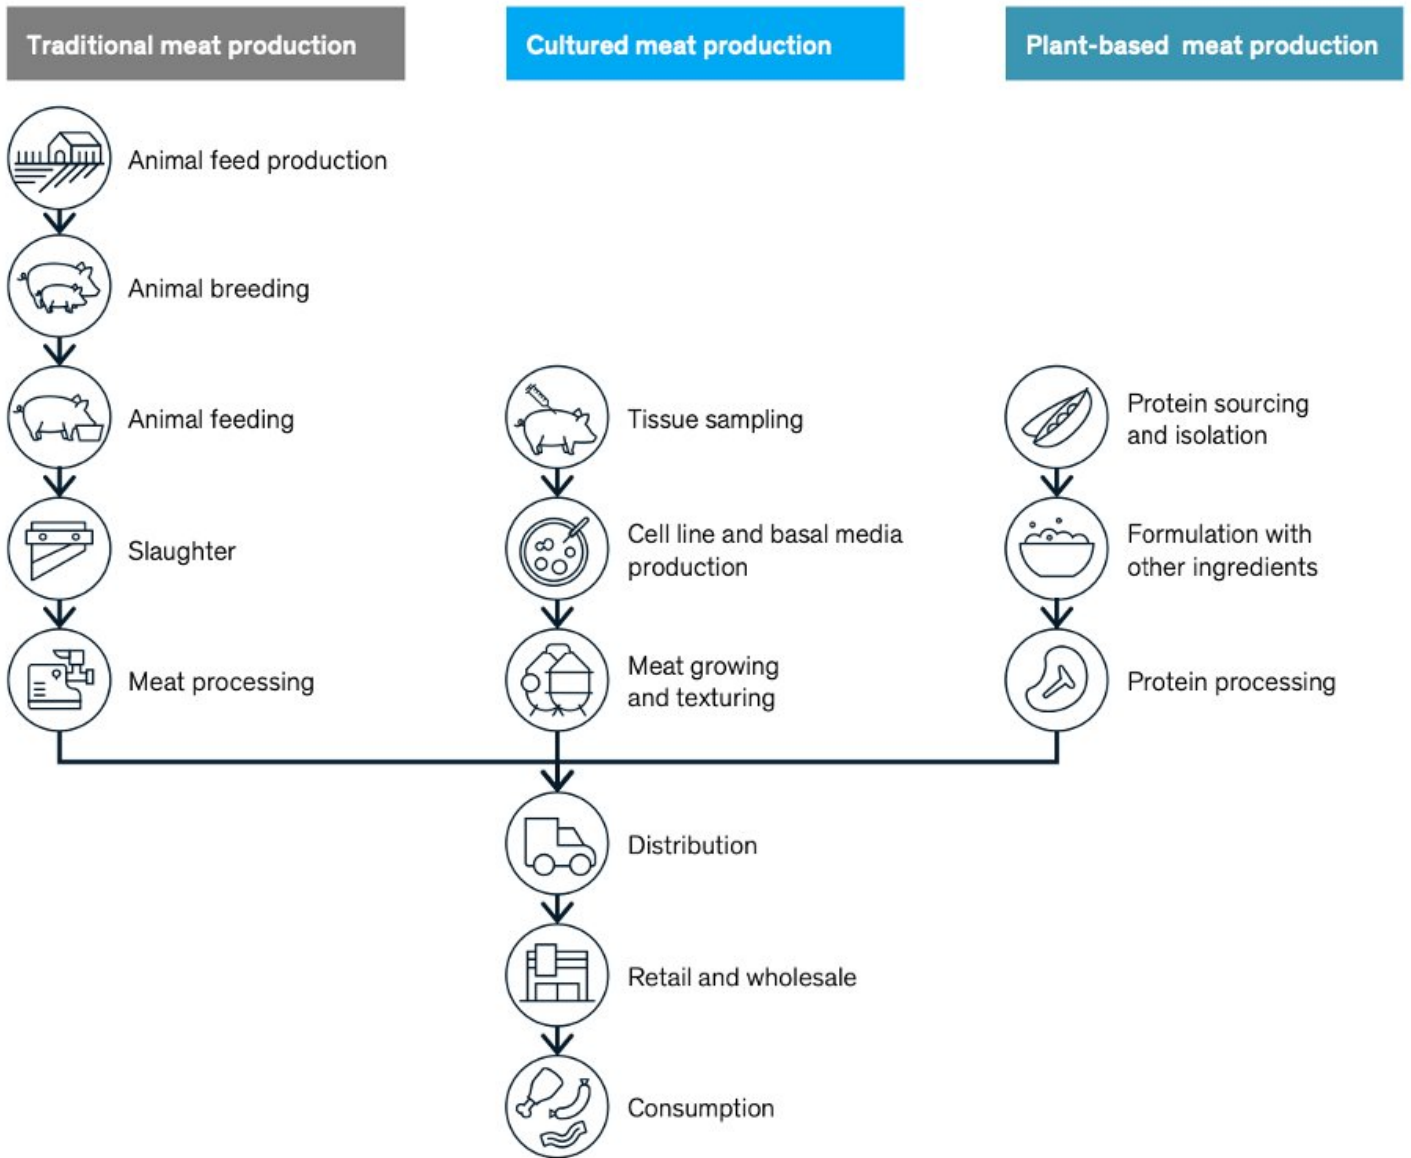 Traditional meat production
Cultured meat production
Plant-based meat production
Animal feed production
Animal breeding
Animal feeding
Slaughter
Meat processing
Tissue sampling
Cell line and basal media
production
Meat growing
and texturing
Protein sourcing
and isolation
Formulation with
other ingredients
Protein processing
Distribution
Retail and wholesale
Consumption